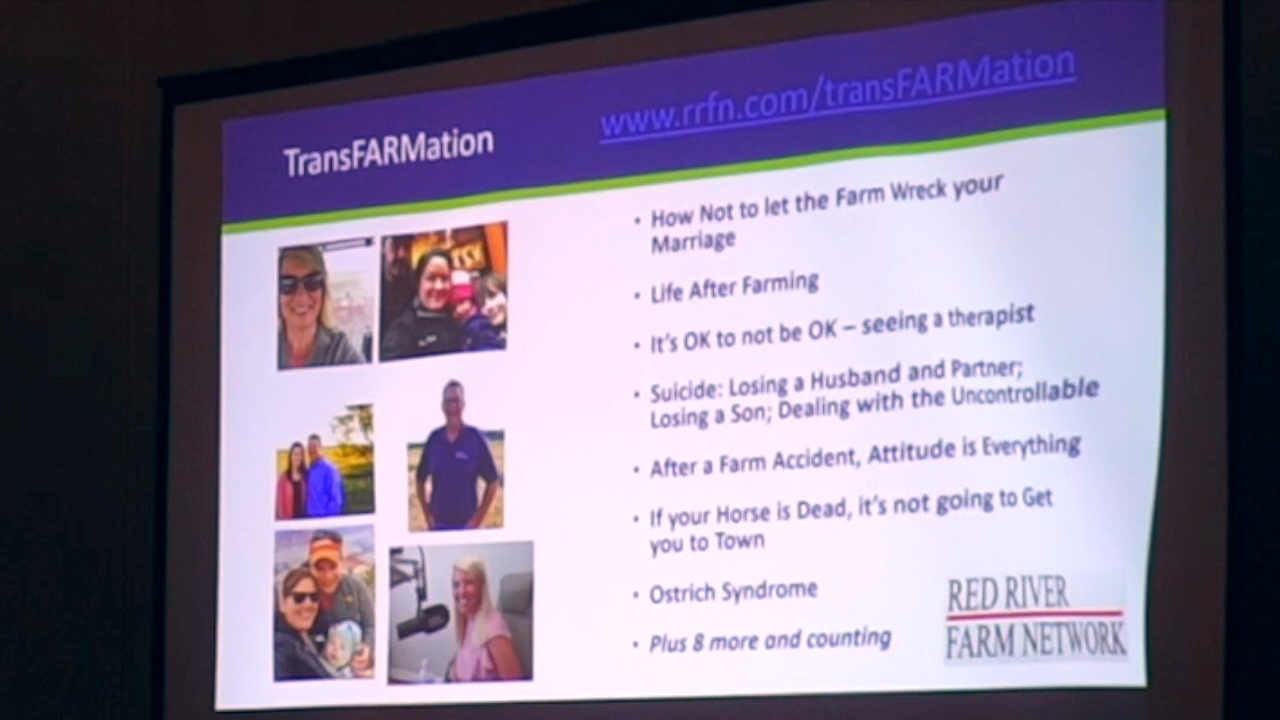 TransFARMation
www.rrfn.com/transFARMation
• How Not to let the Farm Wreck your
Marriage
• Life After Farming
• It's OK to not be OK – seeing a therapist
• Suicide: Losing a Husband and Partner;
Losing a Son; Dealing with the Uncontrollable
• After a Farm Accident, Attitude is Everything
• If your Horse is Dead, it's not going to Get
you to Town
• Ostrich Syndrome
• Plus 8 more and counting
RED RIVER
FARM NETWORK